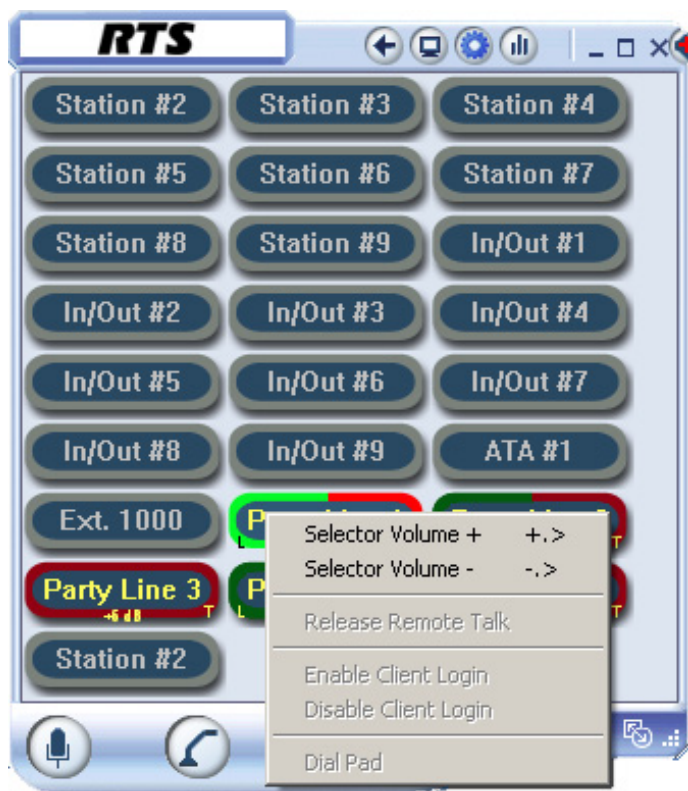 RTS
Station #2 Station #3 Station #4
Station #5 Station #6 Station #7
Station #8 Station #9 In/Out #1
In/Out #2 In/Out #3 In/Out #4
In/Out #5 In/Out #6 In/Out #7
In/Out #8 In/Out #9 ATA #1
Ext. 1000 P
L T
Party Line 3 P
+6 dB T L T
Station #2
Selector Volume + +.>
Selector Volume - -.>
Release Remote Talk
Enable Client Login
Disable Client Login
Dial Pad